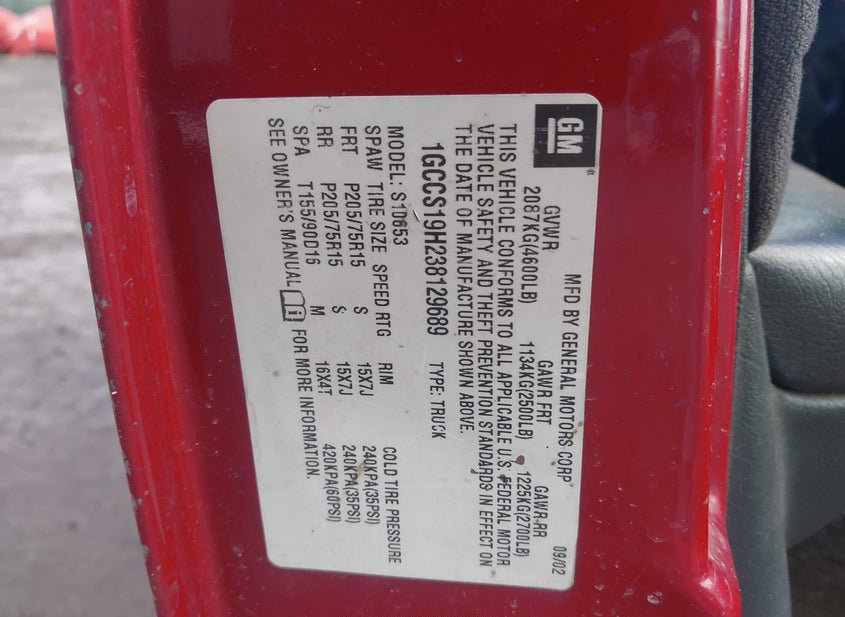 GM
MFD BY GENERAL MOTORS CORP 09/02
GVWR GAWR FRT GAWR RR
2087KG(4600LB) 1134KG(2500LB) 1225KG(2700LB)
THIS VEHICLE CONFORMS TO ALL APPLICABLE U.S. FEDERAL MOTOR
VEHICLE SAFETY AND THEFT PREVENTION STANDARDS IN EFFECT ON
THE DATE OF MANUFACTURE SHOWN ABOVE.
1GCCS19HZ38129689 TYPE: TRUCK
MODEL: S10653
SPAW TIRE SIZE SPEED RTG RIM COLD TIRE PRESSURE
FRT P205/75R15 S 15X7J 240KPA(35PSI)
RR P205/75R15 S 15X7J 240KPA(35PSI)
SPA T155/90D16 M 16X4T 420KPA(60PSI)
SEE OWNER'S MANUAL FOR MORE INFORMATION.